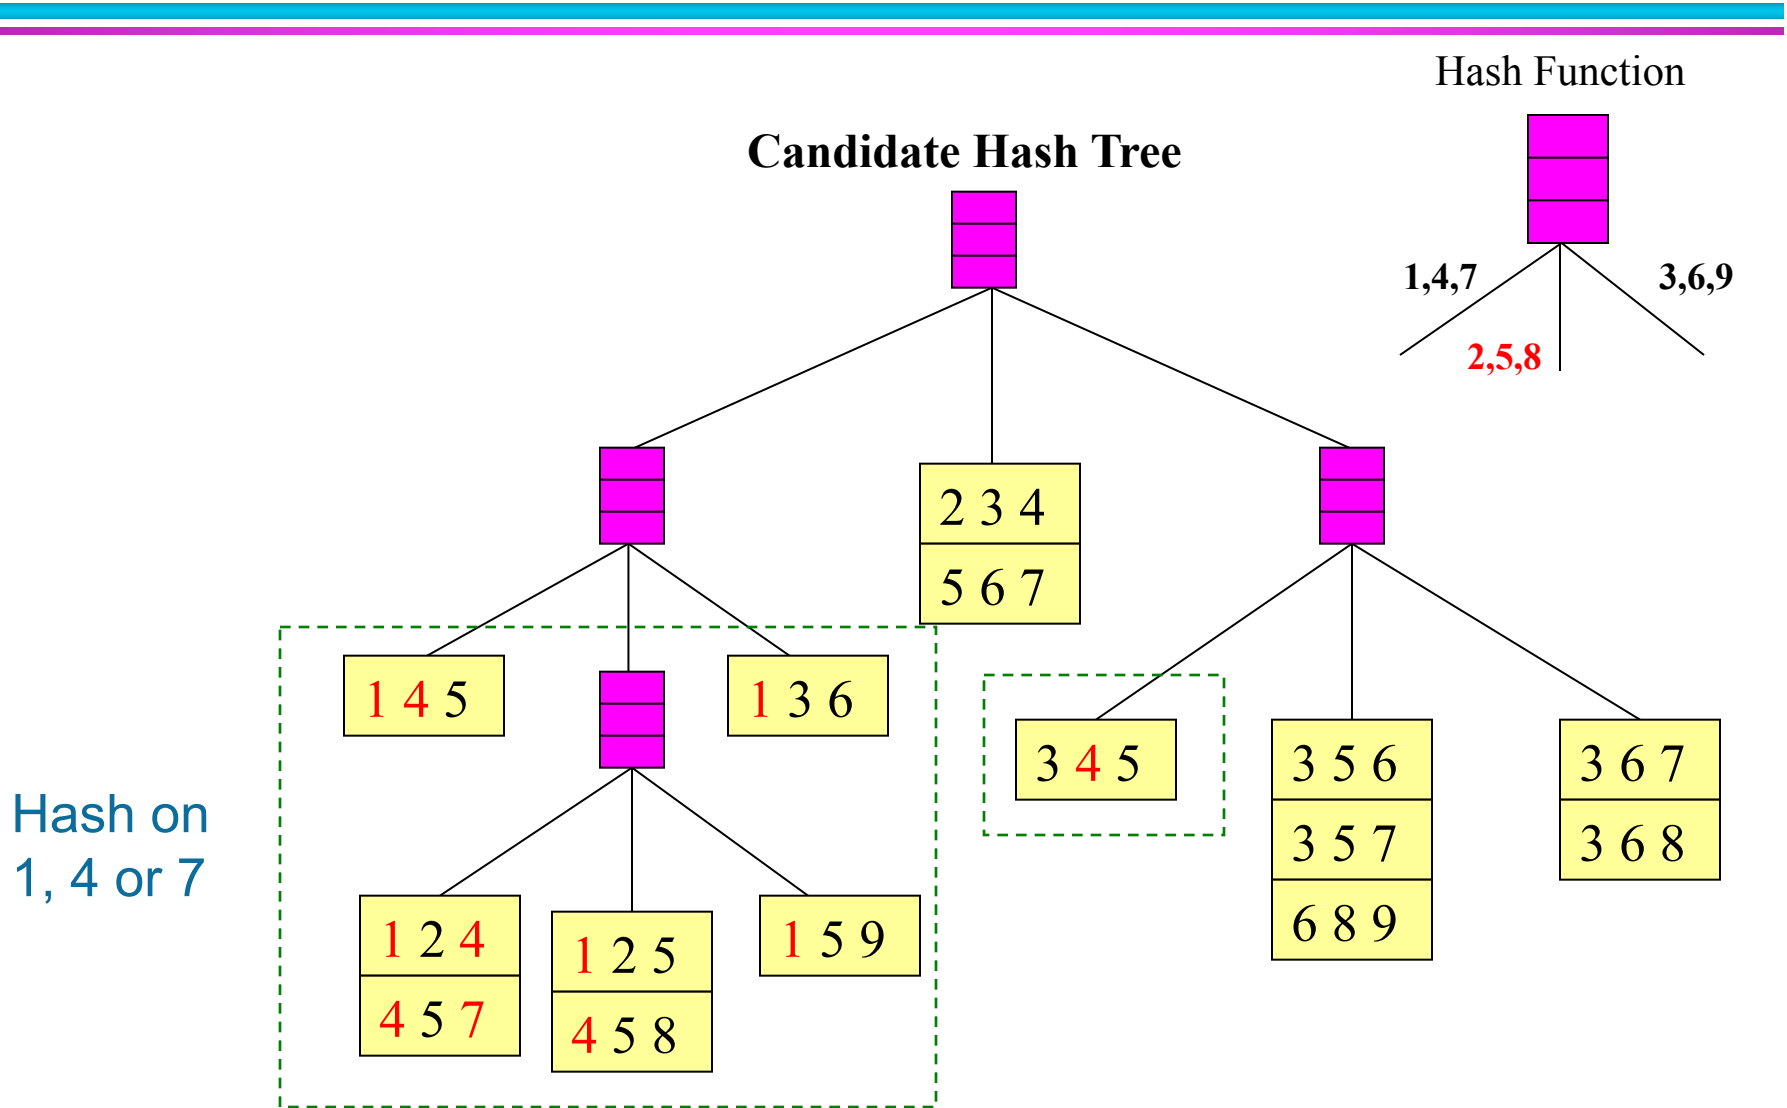 Hash Function
Candidate Hash Tree
1,4,7
3,6,9
2,5,8
2 3 4
5 6 7
1 4 5
1 3 6
3 4 5
3 5 6
3 6 7
3 5 7
3 6 8
6 8 9
Hash on
1, 4 or 7
1 2 4
1 2 5
1 5 9
4 5 7
4 5 8